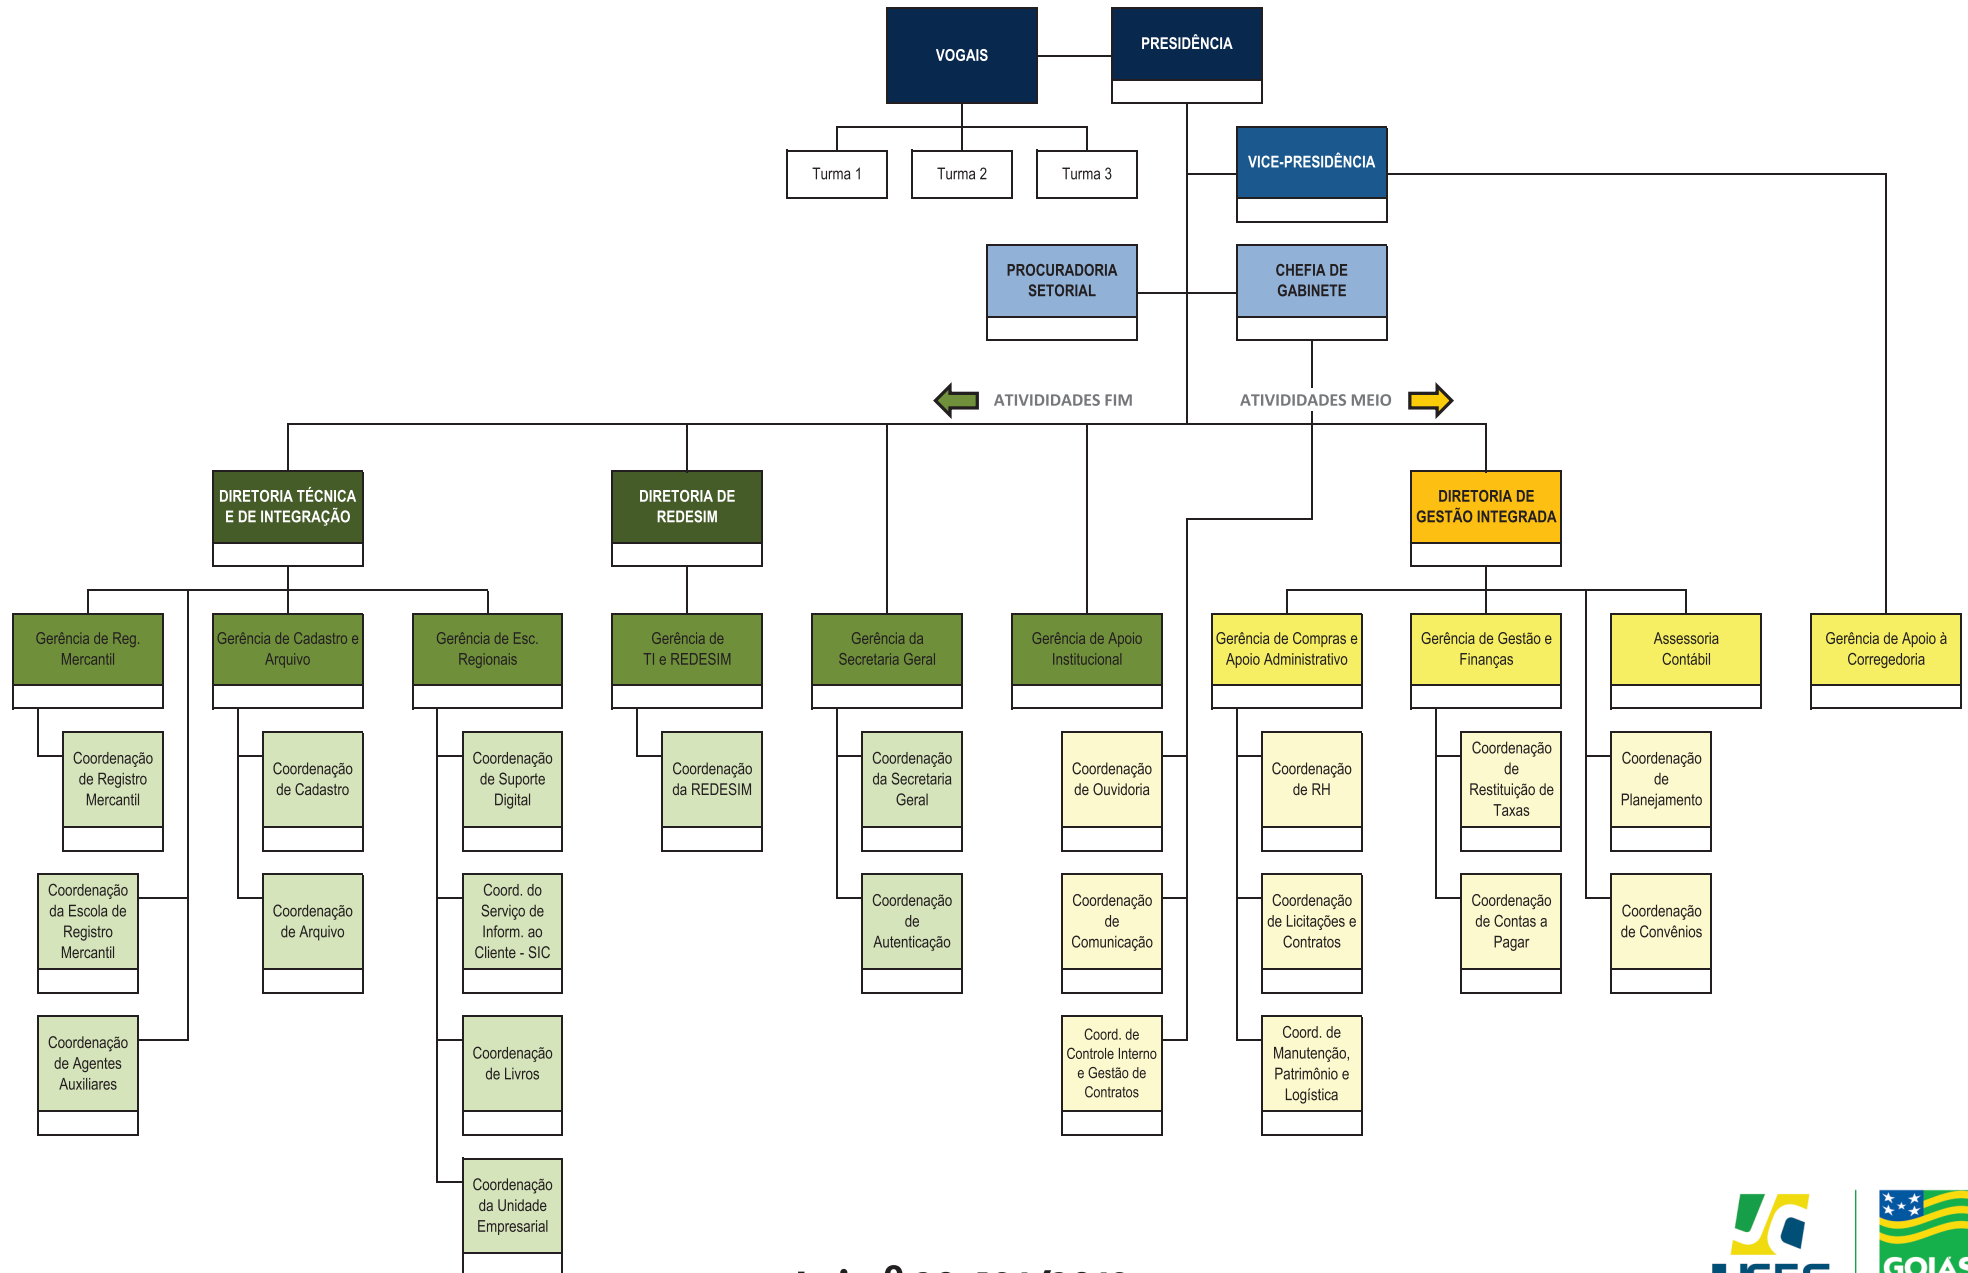 VOGAIS
PRESIDÊNCIA
Turma 1
Turma 2
Turma 3
VICE-PRESIDÊNCIA
PROCURADORIA
SETORIAL
CHEFIA DE
GABINETE
ATIVIDIDADES FIM
ATIVIDIDADES MEIO
DIRETORIA TÉCNICA
E DE INTEGRAÇÃO
DIRETORIA DE
REDESIM
DIRETORIA DE
GESTÃO INTEGRADA
Gerência de Reg.
Mercantil
Gerência de Cadastro e
Arquivo
Gerência de Esc.
Regionais
Gerência de
TI e REDESIM
Gerência da
Secretaria Geral
Gerência de Apoio
Institucional
Gerência de Compras e
Apoio Administrativo
Gerência de Gestão e
Finanças
Assessoria
Contábil
Gerência de Apoio à
Corregedoria
Coordenação
de Registro
Mercantil
Coordenação
de Cadastro
Coordenação
de Suporte
Digital
Coordenação
da REDESIM
Coordenação
da Secretaria
Geral
Coordenação
de Ouvidoria
Coordenação
de RH
Coordenação
de
Restituição de
Taxas
Coordenação
de
Planejamento
Coordenação
da Escola de
Registro
Mercantil
Coordenação
de Arquivo
Coord. do
Serviço de
Inform. ao
Cliente - SIC
Coordenação
de
Autenticação
Coordenação
de
Comunicação
Coordenação
de Licitações e
Contratos
Coordenação
de Contas a
Pagar
Coordenação
de Convênios
Coordenação
de Agentes
Auxiliares
Coordenação
de Livros
Coord. de
Controle Interno
e Gestão de
Contratos
Coord. de
Manutenção,
Patrimônio e
Logística
Coordenação
da Unidade
Empresarial
GOIÁS